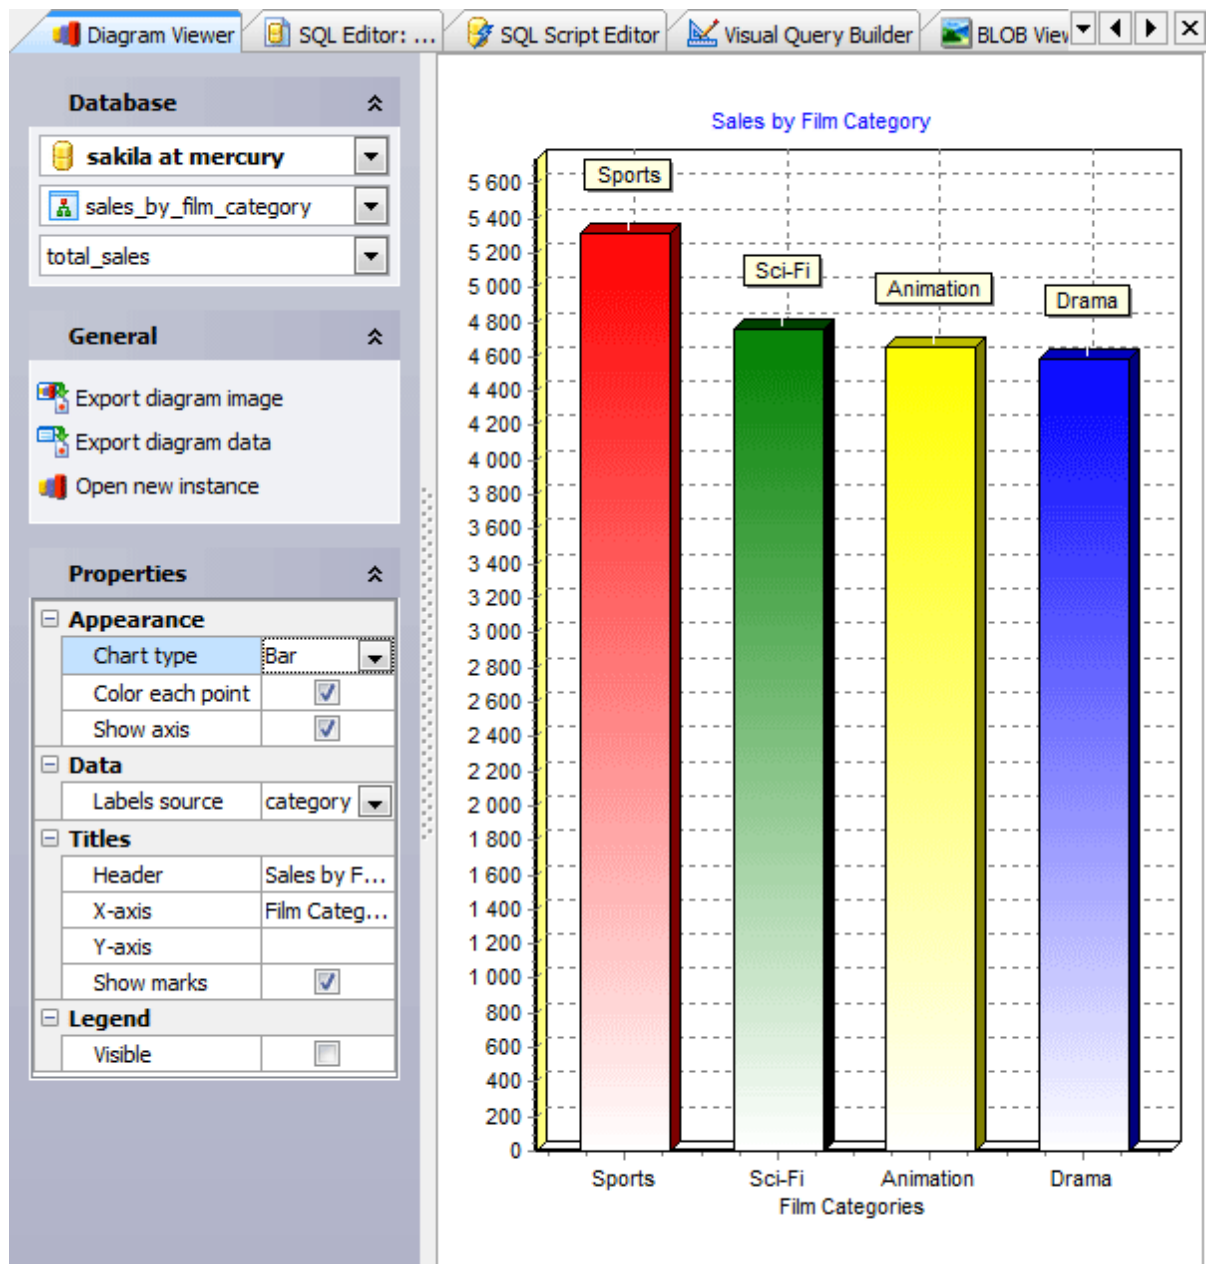 Diagram Viewer
SQL Editor: ...
SQL Script Editor
Visual Query Builder
BLOB View
Database
sakila at mercury
sales_by_film_category
total_sales
General
Export diagram image
Export diagram data
Open new instance
Properties
Appearance
Chart type Bar
Color each point
Show axis
Data
Labels source category
Titles
Header Sales by F...
X-axis Film Categ...
Y-axis
Show marks
Legend
Visible
Sales by Film Category
Sports
Sci-Fi
Animation
Drama
5 600
5 400
5 200
5 000
4 800
4 600
4 400
4 200
4 000
3 800
3 600
3 400
3 200
3 000
2 800
2 600
2 400
2 200
2 000
1 800
1 600
1 400
1 200
1 000
800
600
400
200
0
Sports Sci-Fi Animation Drama
Film Categories